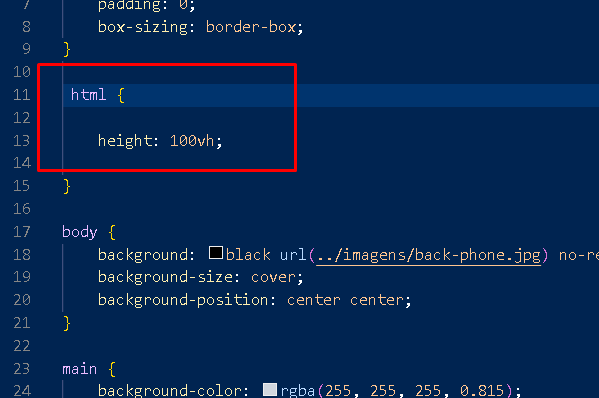 7 padding: 0;
8 box-sizing: border-box;
9 }
10
11 html {
12
13 height: 100vh;
14
15 }
16
17 body {
18 background: black url(../imagens/back-phone.jpg) no-re
19 background-size: cover;
20 background-position: center center;
21 }
22
23 main {
24 background-color: rgba(255, 255, 255, 0.815);